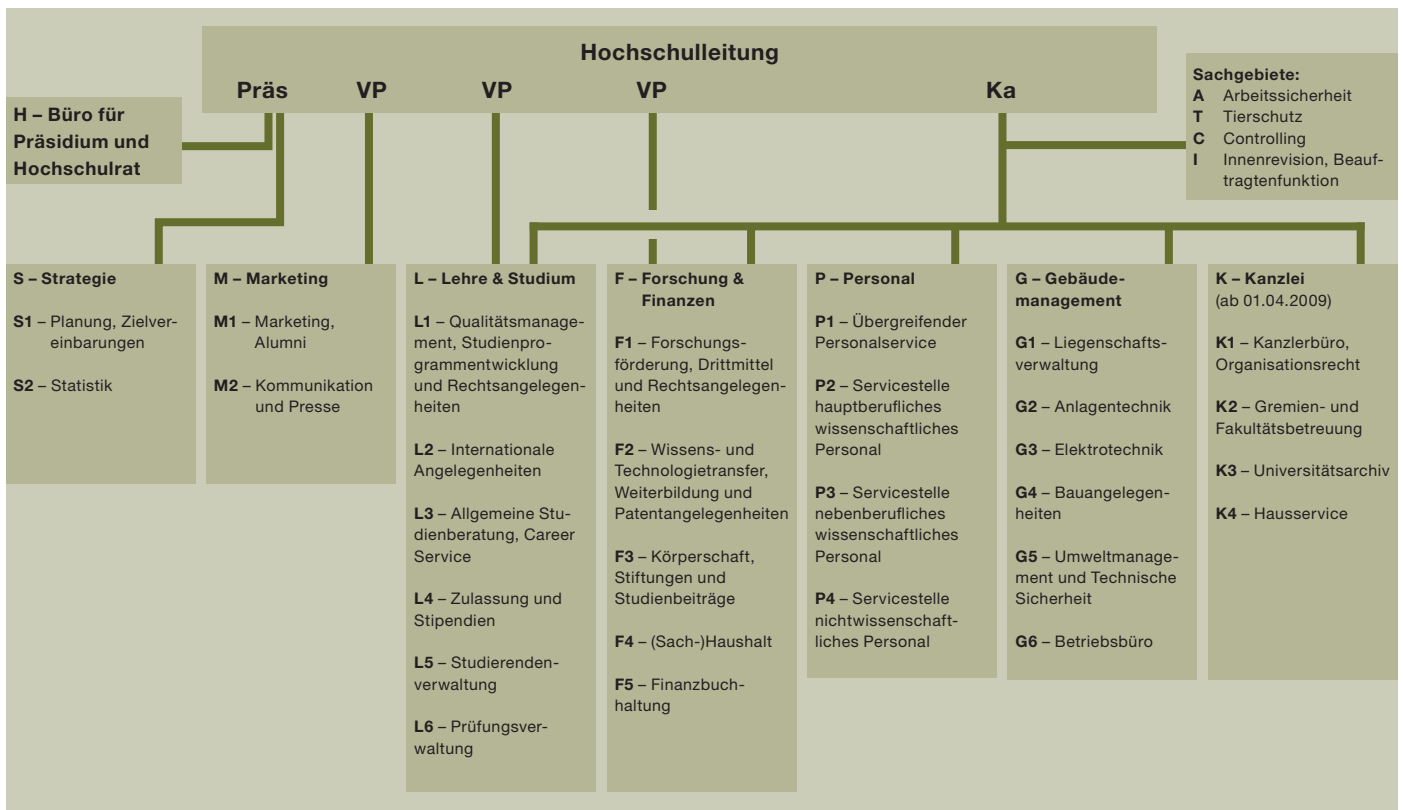 Hochschulleitung
Präs VP VP VP Ka
H – Büro für
Präsidium und
Hochschulrat
Sachgebiete:
A Arbeitssicherheit
T Tierschutz
C Controlling
I Innenrevision, Beauf-
tragtenfunktion
S – Strategie
S1 – Planung, Zielver-
einbarungen
S2 – Statistik
M – Marketing
M1 – Marketing,
Alumni
M2 – Kommunikation
und Presse
L – Lehre & Studium
L1 – Qualitätsmanage-
ment, Studienpro-
grammentwicklung
und Rechtsangelegen-
heiten
L2 – Internationale
Angelegenheiten
L3 – Allgemeine Stu-
dienberatung, Career
Service
L4 – Zulassung und
Stipendien
L5 – Studierenden-
verwaltung
L6 – Prüfungsver-
waltung
F – Forschung &
Finanzen
F1 – Forschungs-
förderung, Drittmittel
und Rechtsangelegen-
heiten
F2 – Wissens- und
Technologietransfer,
Weiterbildung und
Patentangelegenheiten
F3 – Körperschaft,
Stiftungen und
Studienbeiträge
F4 – (Sach-)Haushalt
F5 – Finanzbuch-
haltung
P – Personal
P1 – Übergreifender
Personalservice
P2 – Servicestelle
hauptberufliches
wissenschaftliches
Personal
P3 – Servicestelle
nebenberufliches
wissenschaftliches
Personal
P4 – Servicestelle
nichtwissenschaft-
liches Personal
G – Gebäude-
management
G1 – Liegenschafts-
verwaltung
G2 – Anlagentechnik
G3 – Elektrotechnik
G4 – Bauangelegen-
heiten
G5 – Umweltmanage-
ment und Technische
Sicherheit
G6 – Betriebsbüro
K – Kanzlei
(ab 01.04.2009)
K1 – Kanzlerbüro,
Organisationsrecht
K2 – Gremien- und
Fakultätsbetreuung
K3 – Universitätsarchiv
K4 – Hausservice